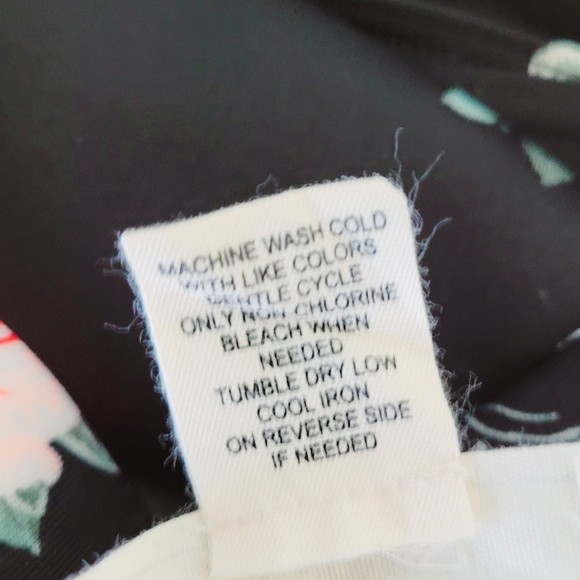 MACHINE WASH COLD
WITH LIKE COLORS
GENTLE CYCLE
ONLY NON-CHLORINE
BLEACH WHEN
NEEDED
TUMBLE DRY LOW
COOL IRON
ON REVERSE SIDE
IF NEEDED